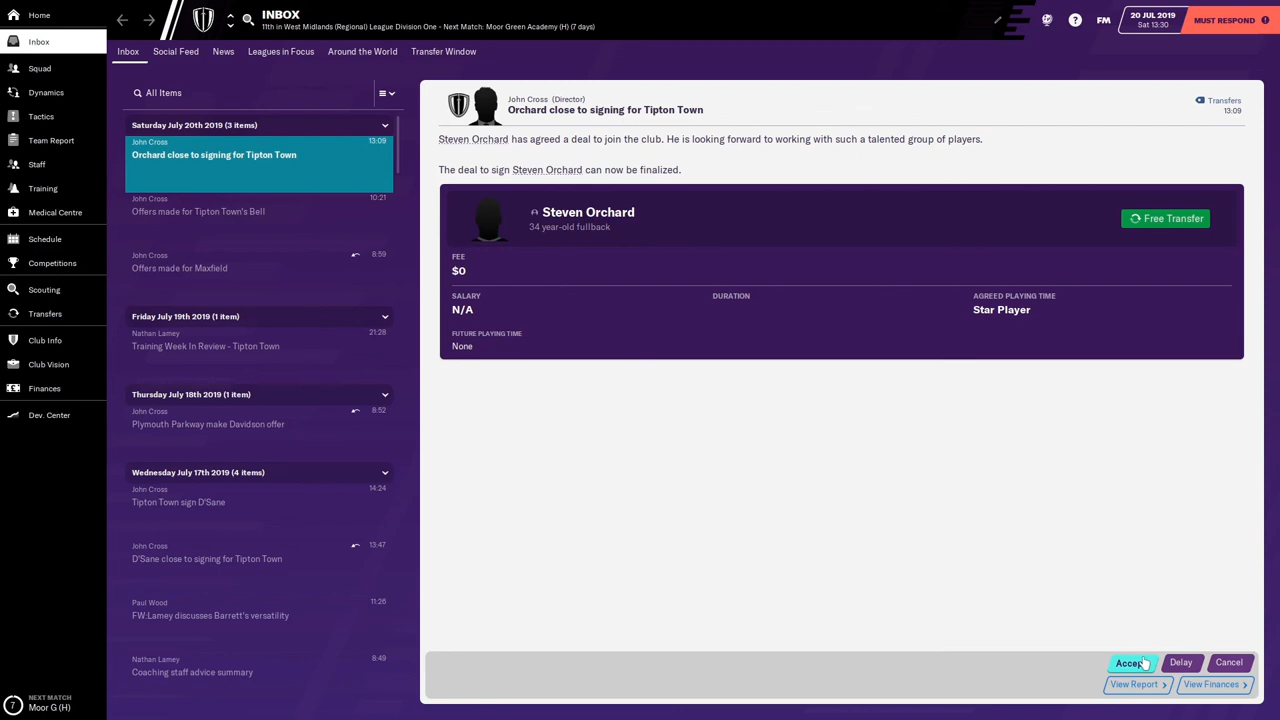 Home
Inbox
Squad
Dynamics
Tactics
Team Report
Staff
Training
Medical Centre
Schedule
Competitions
Scouting
Transfers
Club Info
Club Vision
Finances
Dev. Center
7
NEXT MATCH
Moor G (H)
INBOX
11th in West Midlands (Regional) League Division One - Next Match: Moor Green Academy (H) (7 days)
?
FM
20 JUL 2019
Sat 13:30
MUST RESPOND
Inbox Social Feed News Leagues in Focus Around the World Transfer Window
All Items
Saturday July 20th 2019 (3 items)
John Cross 13:09
Orchard close to signing for Tipton Town
John Cross 10:21
Offers made for Tipton Town's Bell
John Cross 8:59
Offers made for Maxfield
Friday July 19th 2019 (1 item)
Nathan Lamey 21:28
Training Week In Review - Tipton Town
Thursday July 18th 2019 (1 item)
John Cross 8:52
Plymouth Parkway make Davidson offer
Wednesday July 17th 2019 (4 items)
John Cross 14:24
Tipton Town sign D'Sane
John Cross 13:47
D'Sane close to signing for Tipton Town
Paul Wood 11:26
FW:Lamey discusses Barrett's versatility
Nathan Lamey 8:49
Coaching staff advice summary
John Cross (Director)
Orchard close to signing for Tipton Town
Transfers
13:09
Steven Orchard has agreed a deal to join the club. He is looking forward to working with such a talented group of players.
The deal to sign Steven Orchard can now be finalized.
Steven Orchard
34 year-old fullback
Free Transfer
FEE
$0
SALARY DURATION AGREED PLAYING TIME
N/A Star Player
FUTURE PLAYING TIME
None
Accept Delay Cancel
View Report View Finances